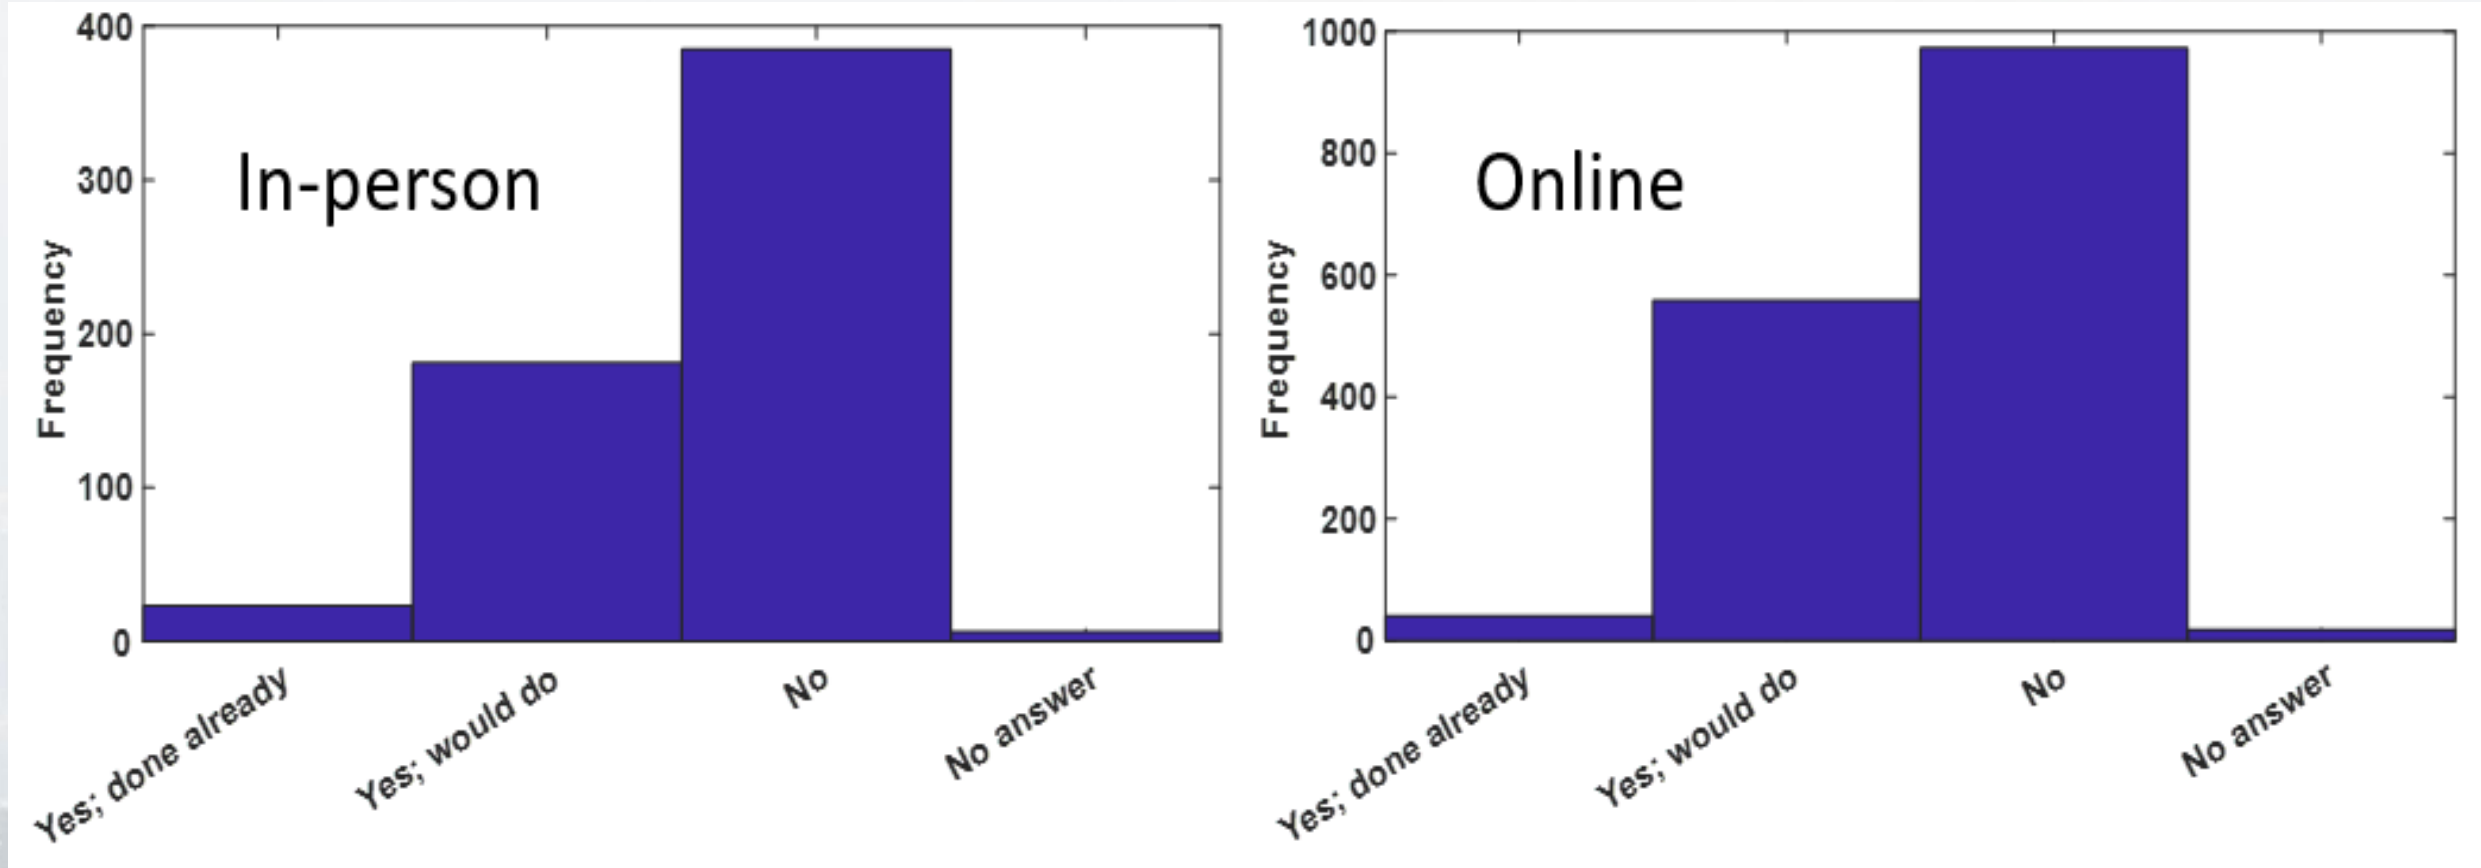 400
300
200
100
0
Frequency
In-person
Yes; done already
Yes; would do
No
No answer
1000
800
600
400
200
0
Frequency
Online
Yes; done already
Yes; would do
No
No answer